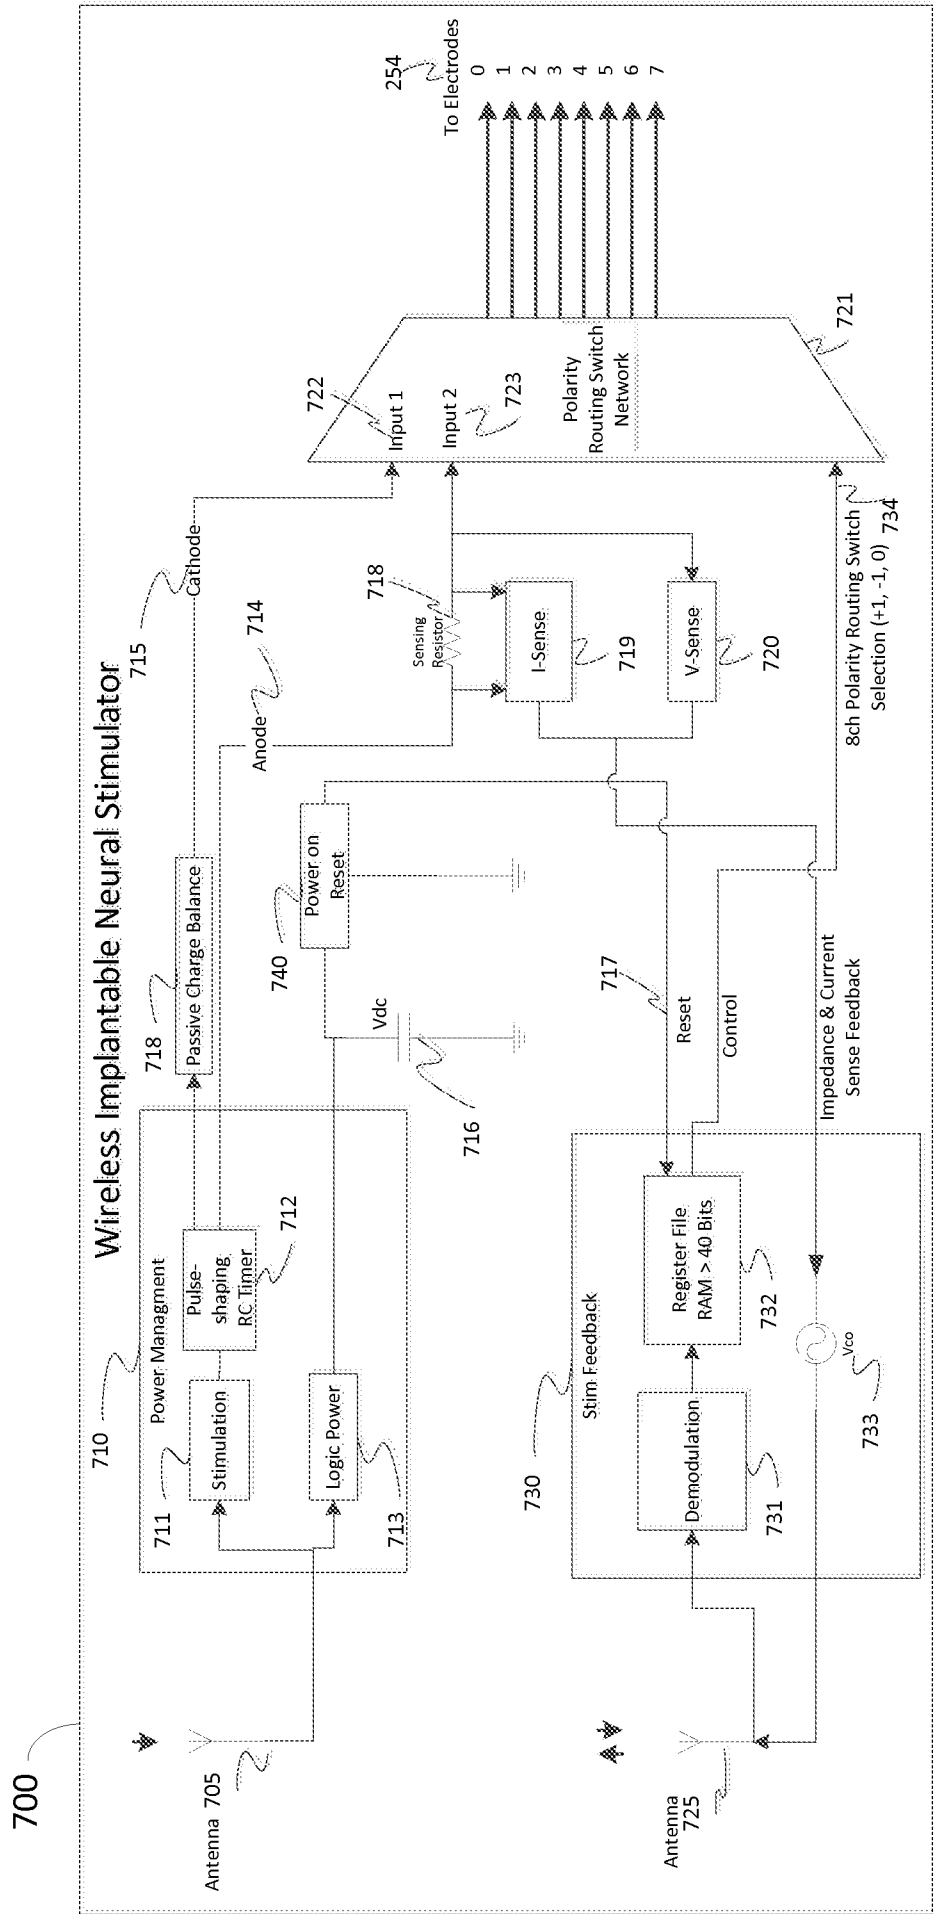 700
Wireless Implantable Neural Stimulator
710
Power Managment
711
Stimulation
Pulse-
shaping
RC Timer
712
Logic Power
713
Antenna 705
718
Passive Charge Balance
715
Cathode
Anode
714
740
Power on
Reset
Vdc
716
Sensing
Resistor
718
I-Sense
719
V-Sense
720
722
Input 1
Input 2
723
Polarity
Routing Switch
Network
721
254
To Electrodes
0
1
2
3
4
5
6
7
717
Reset
Control
8ch Polarity Routing Switch
Selection (+1, -1, 0)
734
Impedance & Current
Sense Feedback
730
Stim Feedback
Demodulation
731
Register File
RAM > 40 Bits
732
Vco
733
Antenna
725